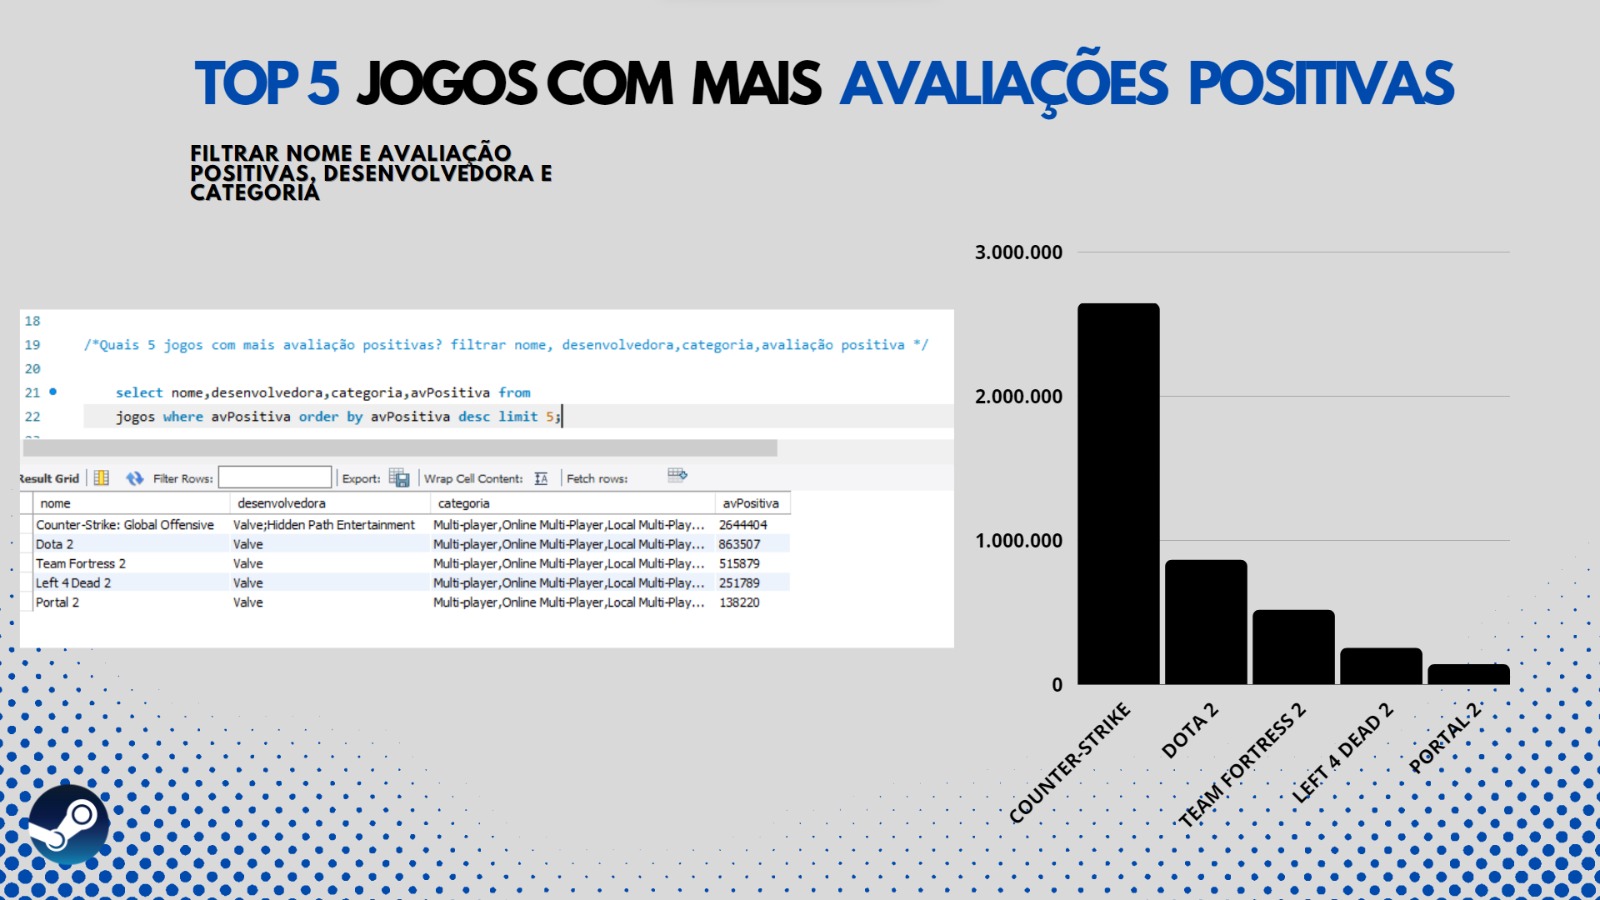 TOP 5 JOGOS COM MAIS AVALIAÇÕES POSITIVAS
FILTRAR NOME E AVALIAÇÃO
POSITIVAS, DESENVOLVEDORA E
CATEGORIA
18
19 /*Quais 5 jogos com mais avaliação positivas? filtrar nome, desenvolvedora,categoria,avaliação positiva */
20
21 select nome,desenvolvedora,categoria,avPositiva from
22 jogos where avPositiva order by avPositiva desc limit 5;
Result Grid Filter Rows: Export: Wrap Cell Content: Fetch rows:
nome desenvolvedora categoria avPositiva
Counter-Strike: Global Offensive Valve;Hidden Path Entertainment Multi-player,Online Multi-Player,Local Multi-Play... 2644404
Dota 2 Valve Multi-player,Online Multi-Player,Local Multi-Play... 863507
Team Fortress 2 Valve Multi-player,Online Multi-Player,Local Multi-Play... 515879
Left 4 Dead 2 Valve Multi-player,Online Multi-Player,Local Multi-Play... 251789
Portal 2 Valve Multi-player,Online Multi-Player,Local Multi-Play... 138220
3.000.000
2.000.000
1.000.000
0
COUNTER-STRIKE
DOTA 2
TEAM FORTRESS 2
LEFT 4 DEAD 2
PORTAL 2